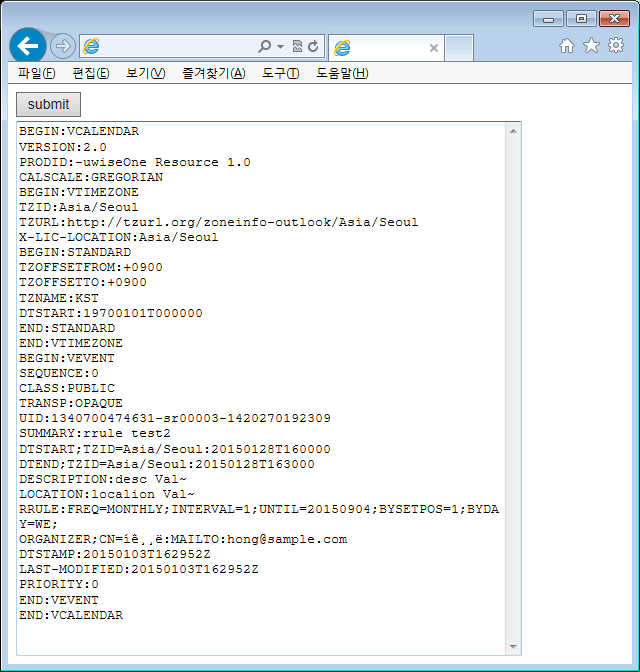 파일(F) 편집(E) 보기(V) 즐겨찾기(A) 도구(T) 도움말(H)
submit
BEGIN:VCALENDAR
VERSION:2.0
PRODID:-uwiseOne Resource 1.0
CALSCALE:GREGORIAN
BEGIN:VTIMEZONE
TZID:Asia/Seoul
TZURL:http://tzurl.org/zoneinfo-outlook/Asia/Seoul
X-LIC-LOCATION:Asia/Seoul
BEGIN:STANDARD
TZOFFSETFROM:+0900
TZOFFSETTO:+0900
TZNAME:KST
DTSTART:19700101T000000
END:STANDARD
END:VTIMEZONE
BEGIN:VEVENT
SEQUENCE:0
CLASS:PUBLIC
TRANSP:OPAQUE
UID:1340700474631-sr00003-1420270192309
SUMMARY:rrule test2
DTSTART;TZID=Asia/Seoul:20150128T160000
DTEND;TZID=Asia/Seoul:20150128T163000
DESCRIPTION:desc Val~
LOCATION:localion Val~
RRULE:FREQ=MONTHLY;INTERVAL=1;UNTIL=20150904;BYSETPOS=1;BYDA
Y=WE;
ORGANIZER;CN=íê¸¸ë:MAILTO:hong@sample.com
DTSTAMP:20150103T162952Z
LAST-MODIFIED:20150103T162952Z
PRIORITY:0
END:VEVENT
END:VCALENDAR